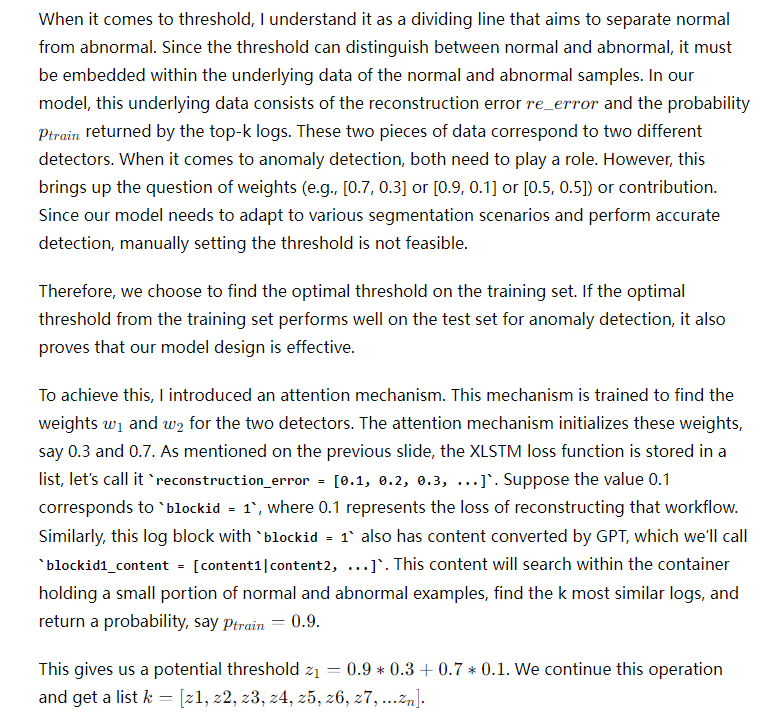 When it comes to threshold, I understand it as a dividing line that aims to separate normal
from abnormal. Since the threshold can distinguish between normal and abnormal, it must
be embedded within the underlying data of the normal and abnormal samples. In our
model, this underlying data consists of the reconstruction error re_error and the probability
p_train returned by the top-k logs. These two pieces of data correspond to two different
detectors. When it comes to anomaly detection, both need to play a role. However, this
brings up the question of weights (e.g., [0.7, 0.3] or [0.9, 0.1] or [0.5, 0.5]) or contribution.
Since our model needs to adapt to various segmentation scenarios and perform accurate
detection, manually setting the threshold is not feasible.
Therefore, we choose to find the optimal threshold on the training set. If the optimal
threshold from the training set performs well on the test set for anomaly detection, it also
proves that our model design is effective.
To achieve this, I introduced an attention mechanism. This mechanism is trained to find the
weights w₁ and w₂ for the two detectors. The attention mechanism initializes these weights,
say 0.3 and 0.7. As mentioned on the previous slide, the XLSTM loss function is stored in a
list, let's call it `reconstruction_error = [0.1, 0.2, 0.3, ...]`. Suppose the value 0.1
corresponds to `blockid = 1`, where 0.1 represents the loss of reconstructing that workflow.
Similarly, this log block with `blockid = 1` also has content converted by GPT, which we'll call
`blockid1_content = [content1|content2, ...]`. This content will search within the container
holding a small portion of normal and abnormal examples, find the k most similar logs, and
return a probability, say p_train = 0.9.
This gives us a potential threshold z₁ = 0.9 * 0.3 + 0.7 * 0.1. We continue this operation
and get a list k = [z1, z2, z3, z4, z5, z6, z7, ...zₙ].